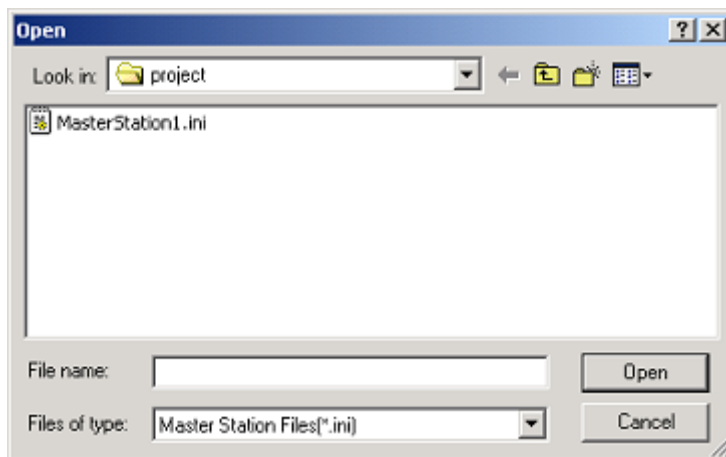 Open
Look in: project
MasterStation1.ini
File name: Open
Files of type: Master Station Files(*.ini) Cancel